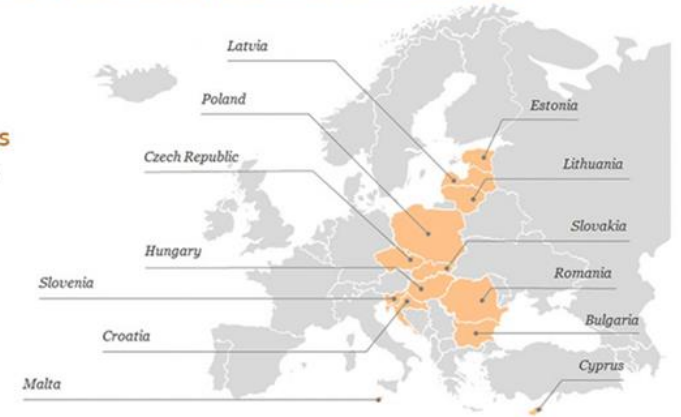 Latvia
Poland
Estonia
s
Czech Republic
Lithuania
Slovakia
Hungary
Romania
Slovenia
Bulgaria
Croatia
Cyprus
Malta